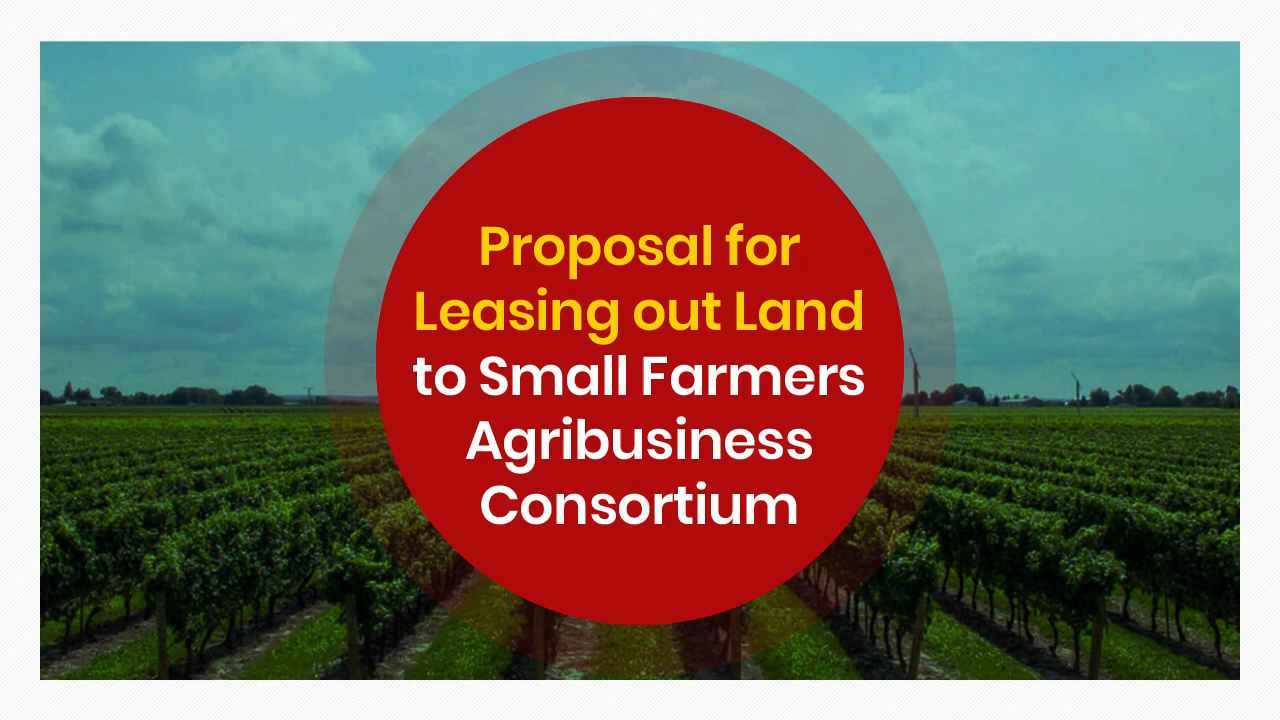 Proposal for
Leasing out Land
to Small Farmers
Agribusiness
Consortium